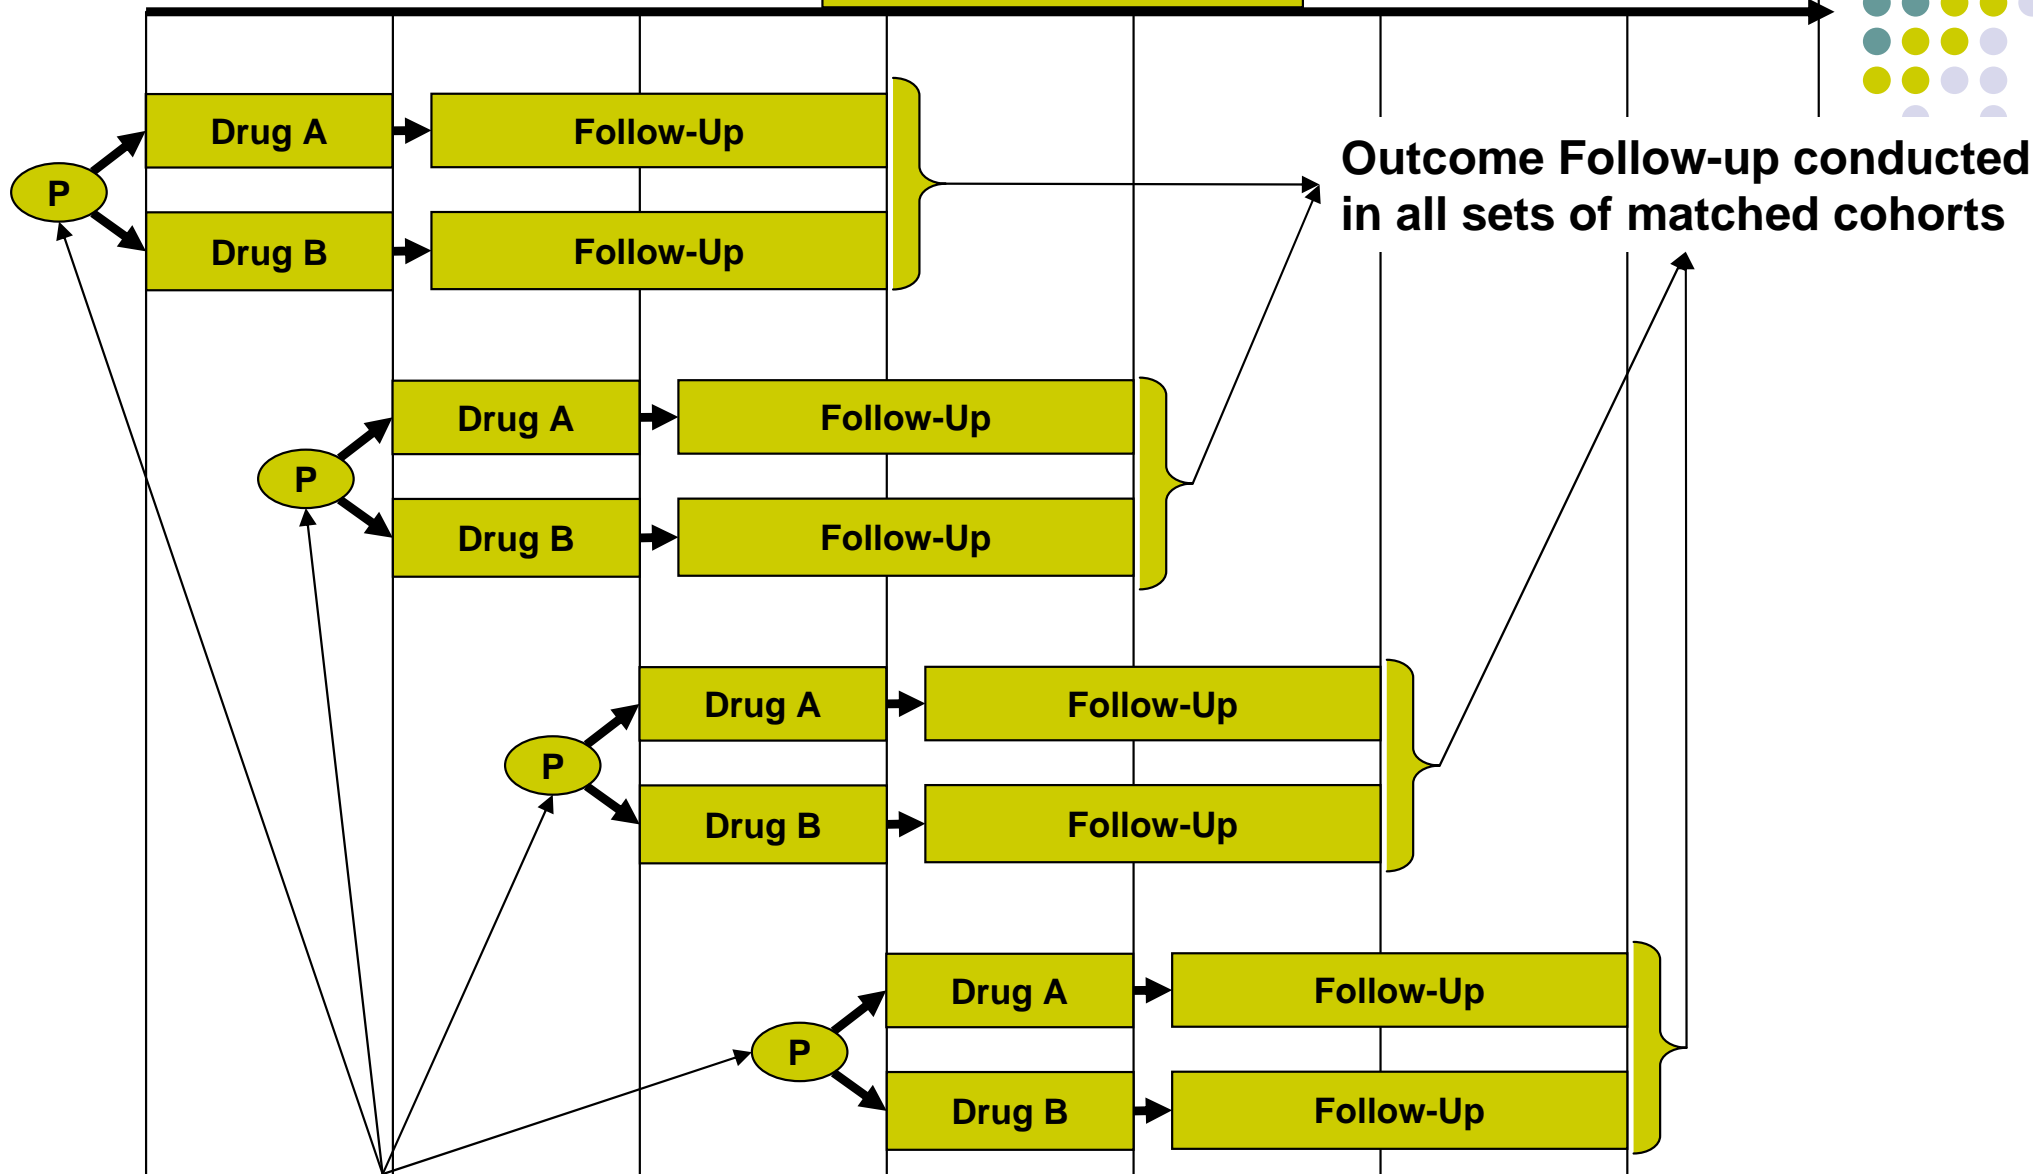 Drug A
Follow-Up
Outcome Follow-up conducted
in all sets of matched cohorts
P
Drug B
Follow-Up
Drug A
Follow-Up
P
Drug B
Follow-Up
Drug A
Follow-Up
P
Drug B
Follow-Up
Drug A
Follow-Up
P
Drug B
Follow-Up